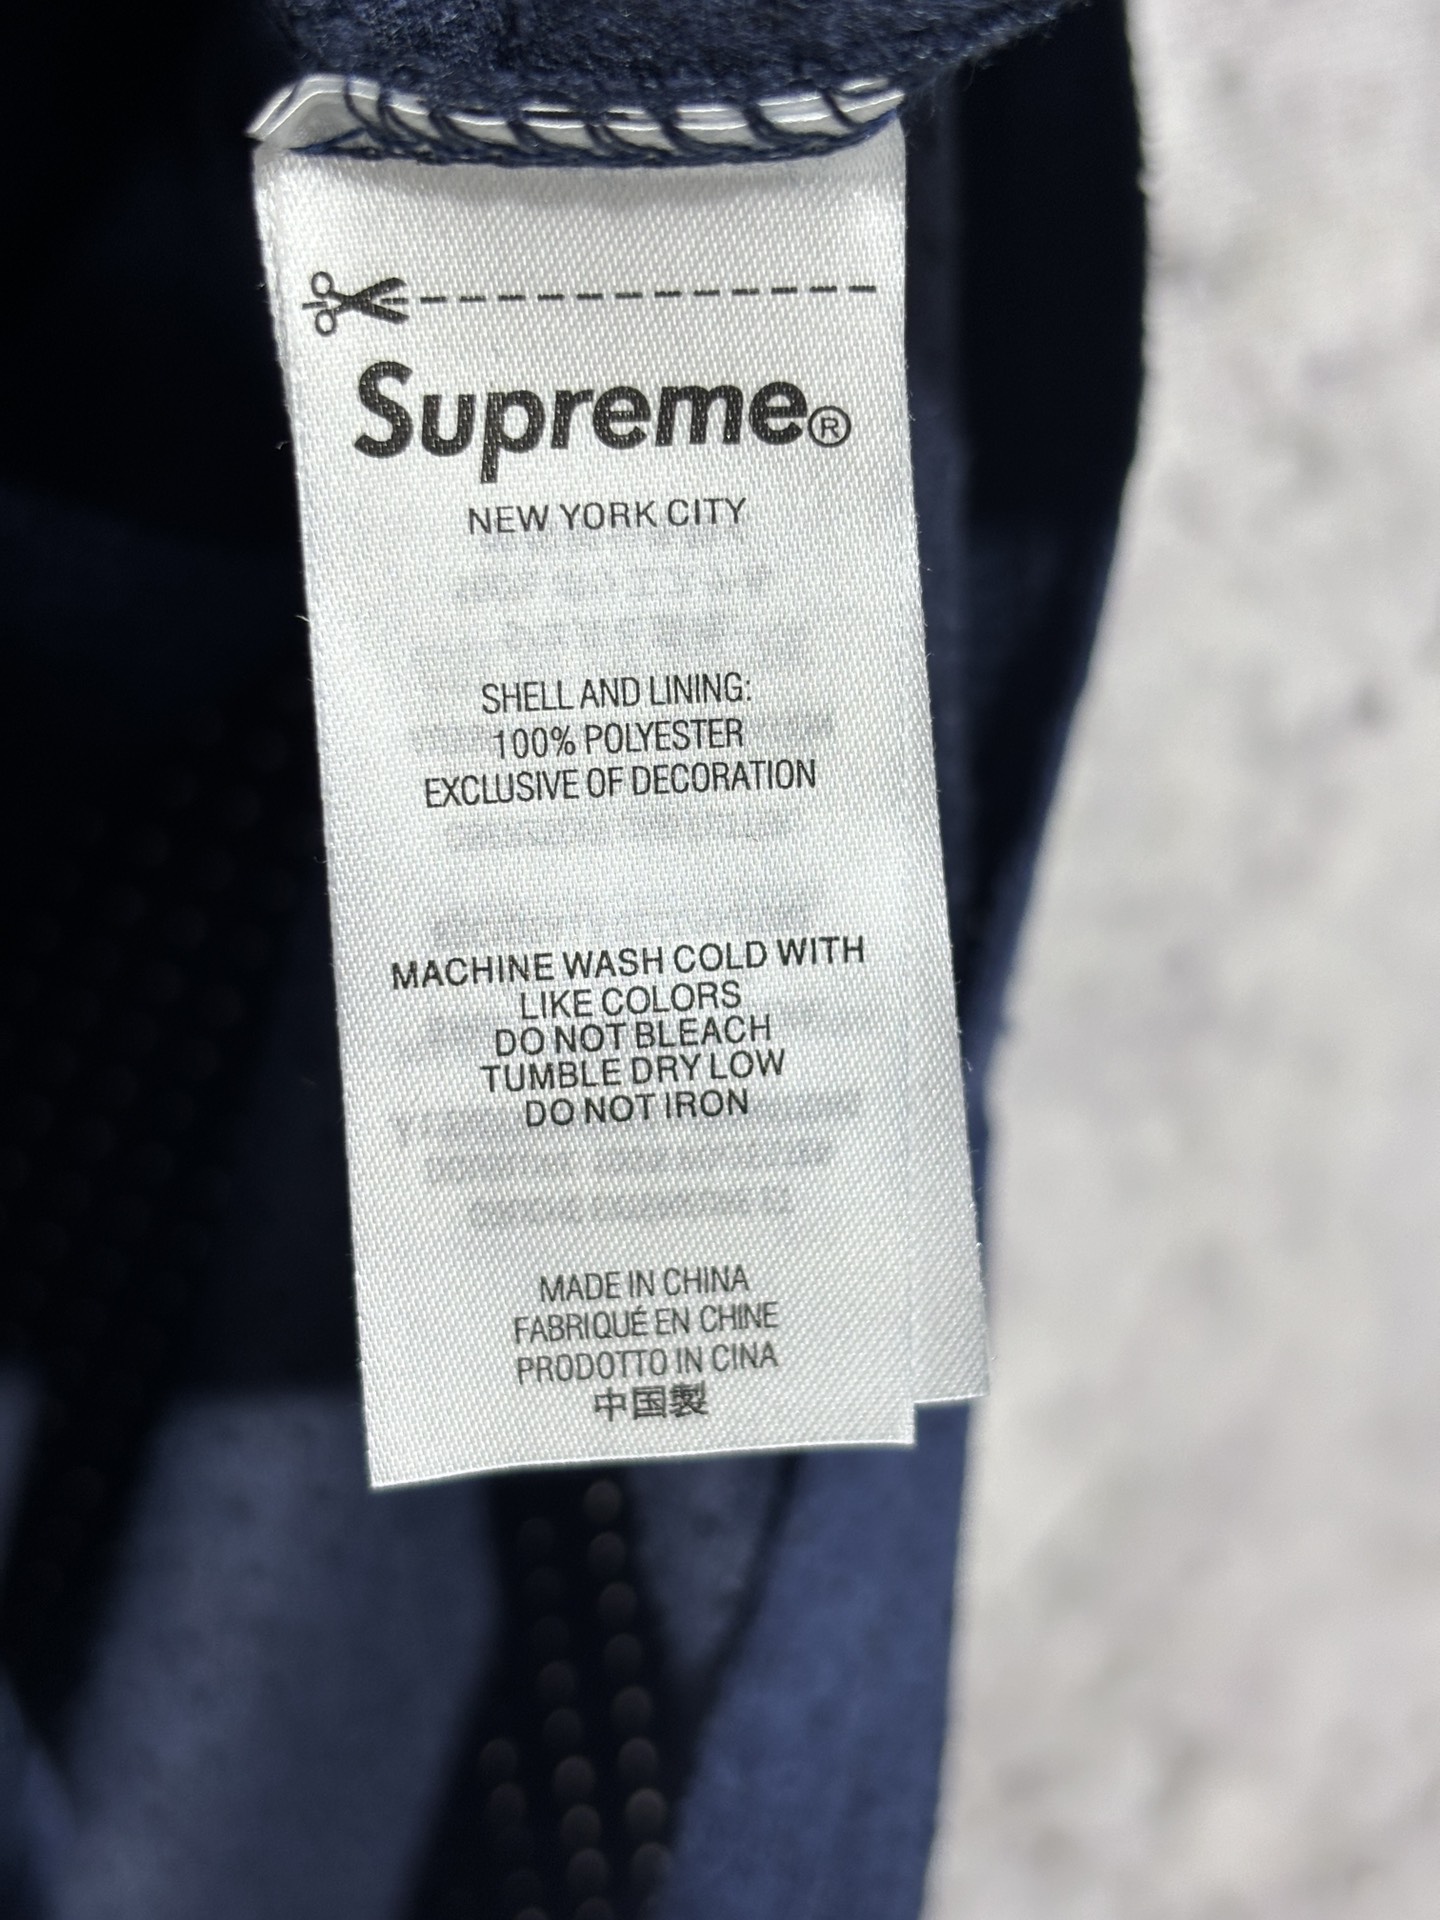 Supreme®
NEW YORK CITY
SHELL AND LINING:
100% POLYESTER
EXCLUSIVE OF DECORATION
MACHINE WASH COLD WITH
LIKE COLORS
DO NOT BLEACH
TUMBLE DRY LOW
DO NOT IRON
MADE IN CHINA
FABRIQUÉ EN CHINE
PRODOTTO IN CINA
中国製